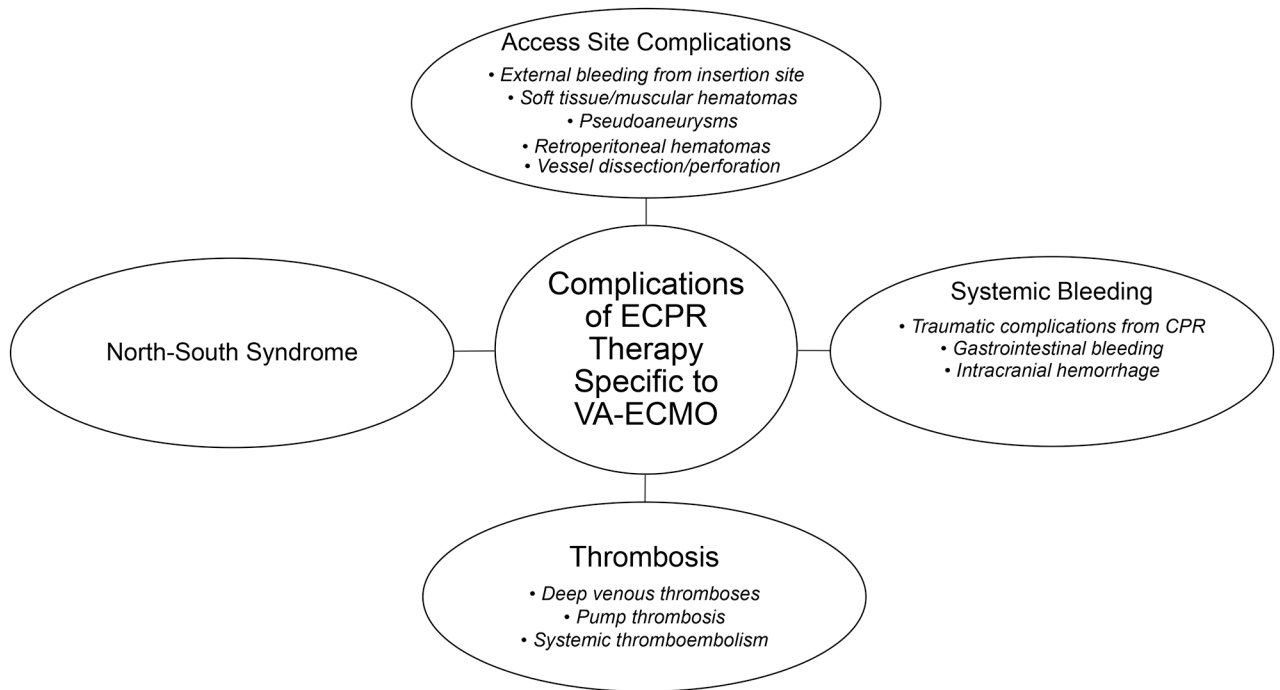 Access Site Complications
• External bleeding from insertion site
• Soft tissue/muscular hematomas
• Pseudoaneurysms
• Retroperitoneal hematomas
• Vessel dissection/perforation
North-South Syndrome
Complications
of ECPR
Therapy
Specific to
VA-ECMO
Systemic Bleeding
• Traumatic complications from CPR
• Gastrointestinal bleeding
• Intracranial hemorrhage
Thrombosis
• Deep venous thromboses
• Pump thrombosis
• Systemic thromboembolism